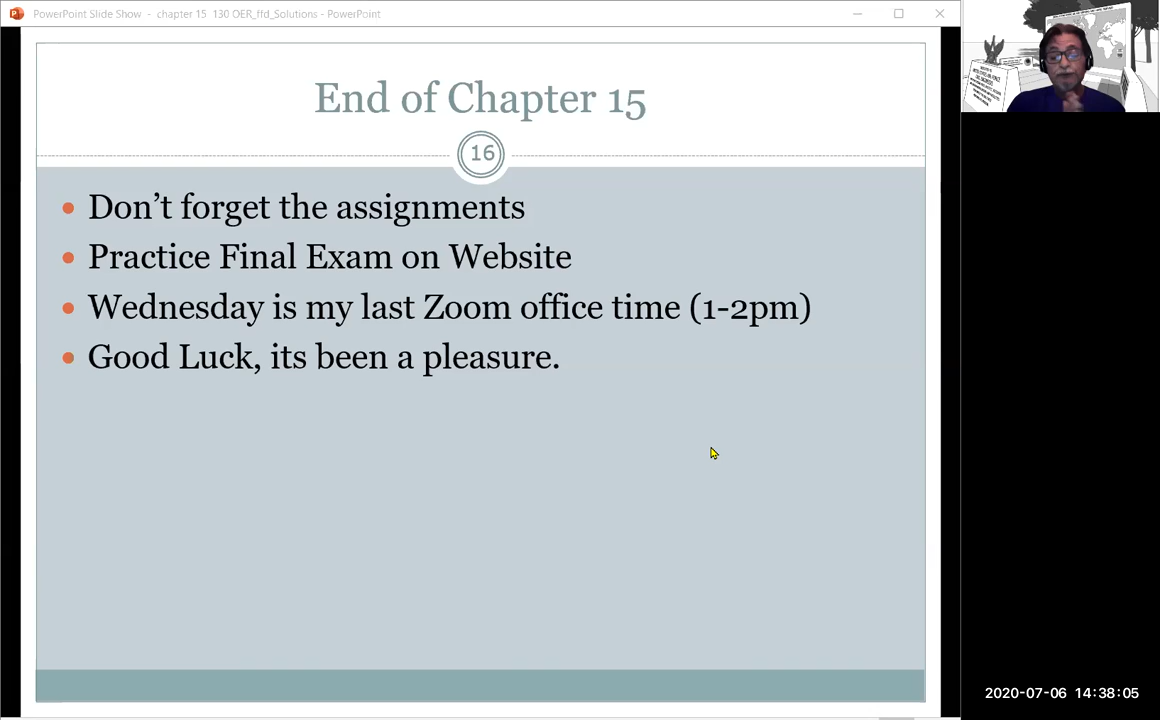 PowerPoint Slide Show - chapter 15 130 OER_ffd_Solutions - PowerPoint
End of Chapter 15
16
Don’t forget the assignments
Practice Final Exam on Website
Wednesday is my last Zoom office time (1-2pm)
Good Luck, its been a pleasure.
2020-07-06 14:38:05